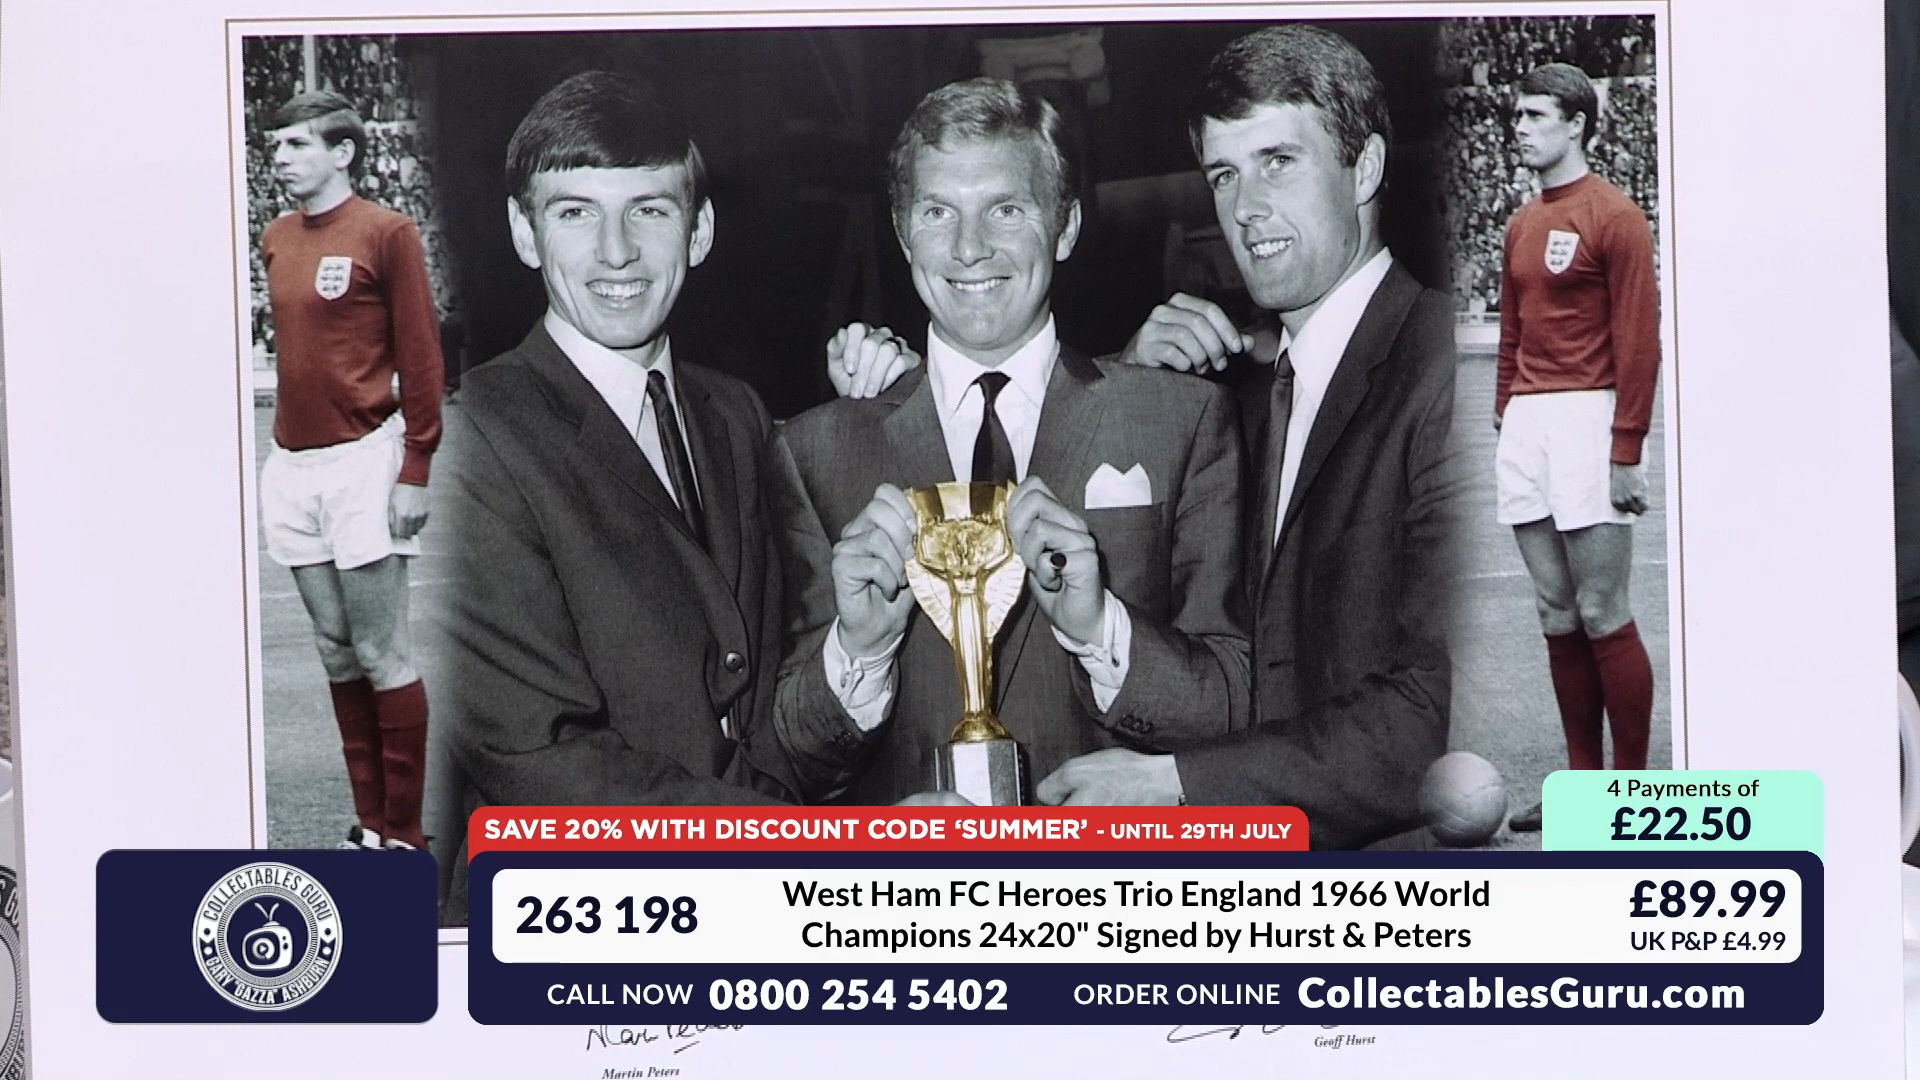 SAVE 20% WITH DISCOUNT CODE ‘SUMMER’ - UNTIL 29TH JULY
4 Payments of
£22.50
COLLECTABLES GURU
GARY "GAZZA" ASHBURN
263 198
West Ham FC Heroes Trio England 1966 World
Champions 24x20" Signed by Hurst & Peters
£89.99
UK P&P £4.99
CALL NOW 0800 254 5402
ORDER ONLINE CollectablesGuru.com
Geoff Hurst
Martin Peters